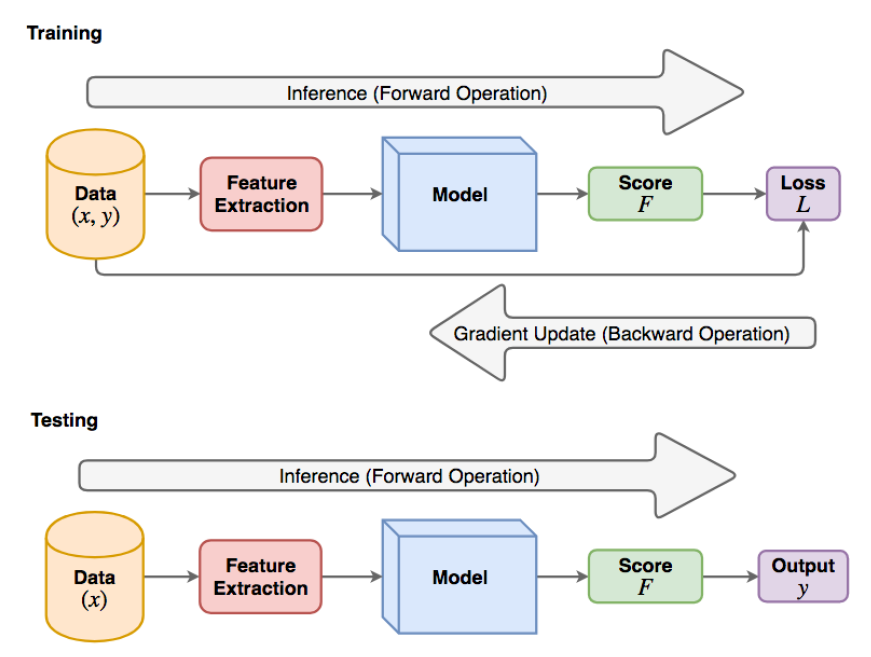 Training
Inference (Forward Operation)
Data
(x, y)
Feature
Extraction
Model
Score
F
Loss
L
Gradient Update (Backward Operation)
Testing
Inference (Forward Operation)
Data
(x)
Feature
Extraction
Model
Score
F
Output
y